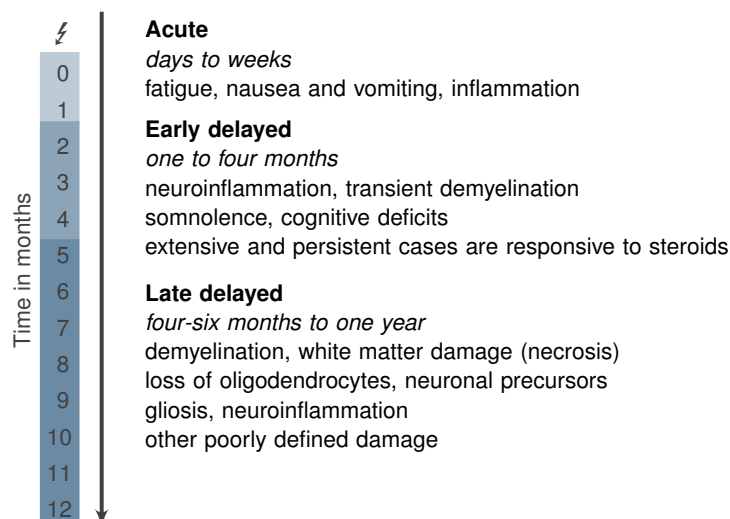 Time in months
0
1
2
3
4
5
6
7
8
9
10
11
12
Acute
days to weeks
fatigue, nausea and vomiting, inflammation
Early delayed
one to four months
neuroinflammation, transient demyelination
somnolence, cognitive deficits
extensive and persistent cases are responsive to steroids
Late delayed
four-six months to one year
demyelination, white matter damage (necrosis)
loss of oligodendrocytes, neuronal precursors
gliosis, neuroinflammation
other poorly defined damage